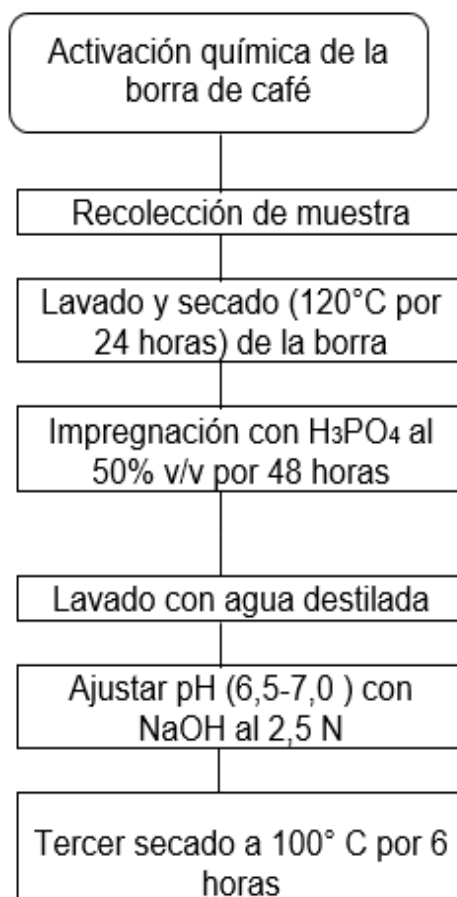 Activación química de la
borra de café
Recolección de muestra
Lavado y secado (120°C por
24 horas) de la borra
Impregnación con H₃PO₄ al
50% v/v por 48 horas
Lavado con agua destilada
Ajustar pH (6,5-7,0 ) con
NaOH al 2,5 N
Tercer secado a 100° C por 6
horas